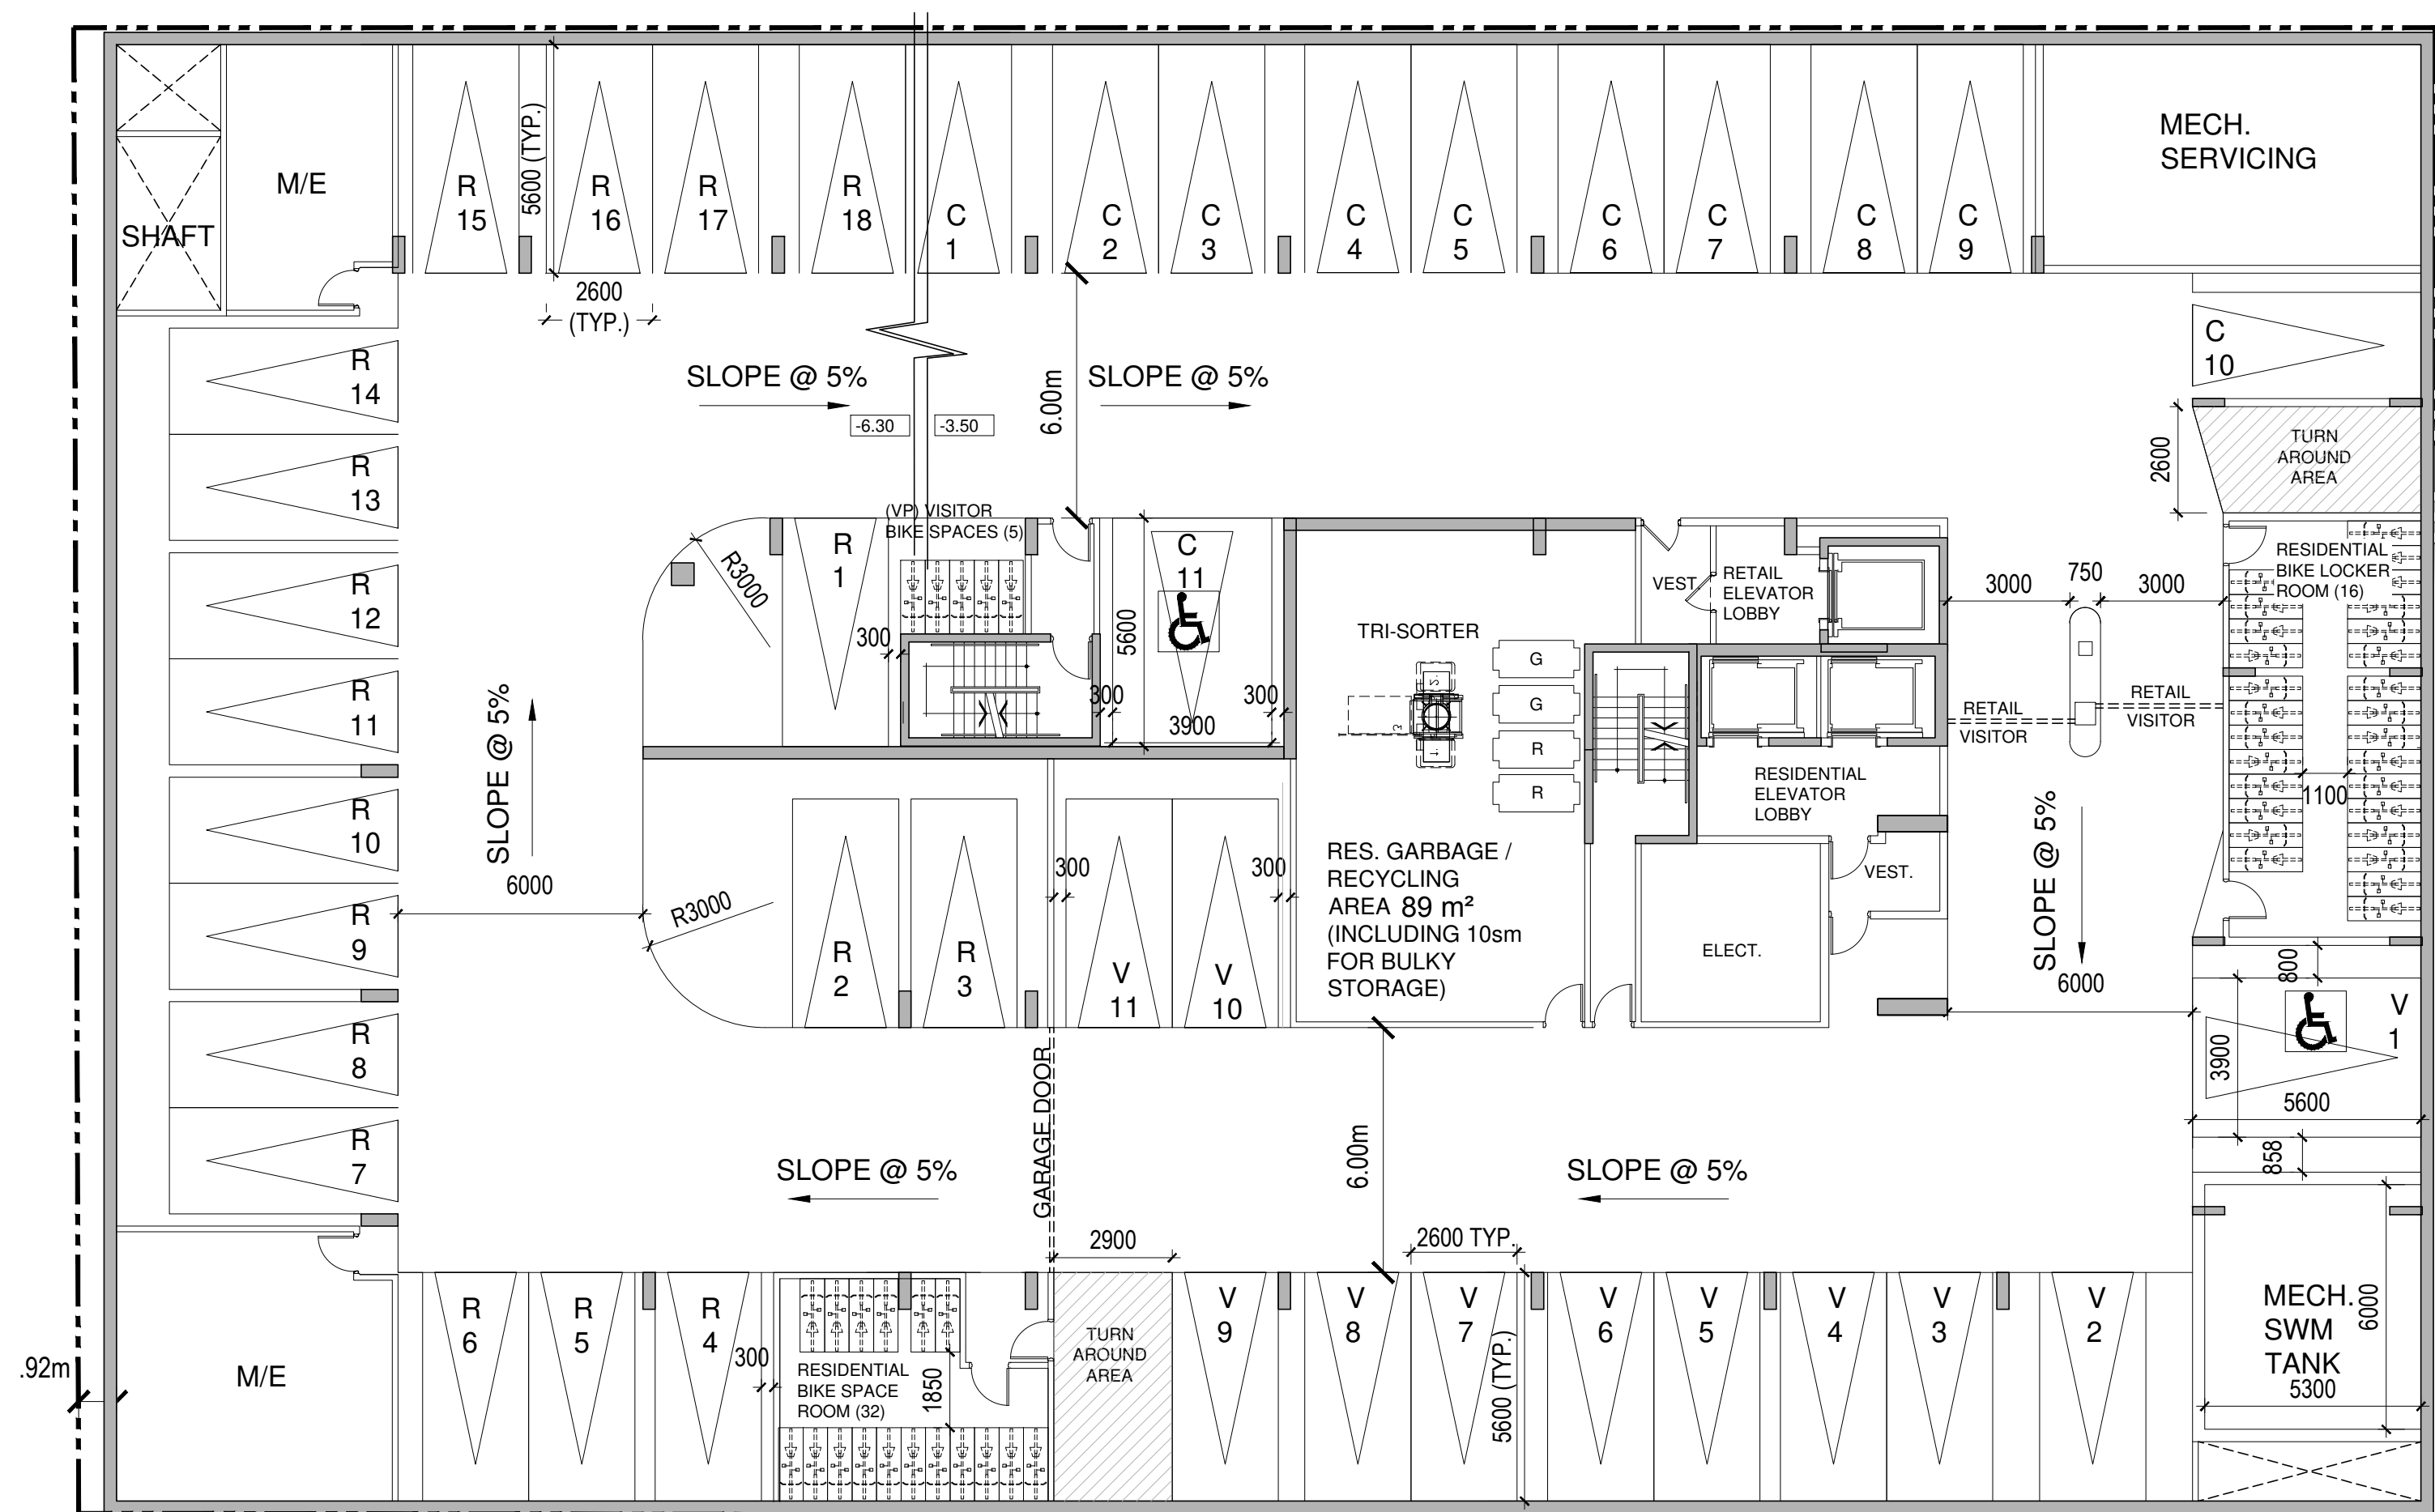 SHAFT
M/E
R
15
5600 (TYP.)
R
16
R
17
R
18
C
1
C
2
C
3
C
4
C
5
C
6
C
7
C
8
C
9
MECH.
SERVICING
2600
(TYP.)
SLOPE @ 5%
SLOPE @ 5%
-6.30
-3.50
6.00m
C
10
2600
TURN
AROUND
AREA
R
14
R
13
R
12
R
11
R
10
R
9
R
8
R
7
SLOPE @ 5%
6000
R3000
R3000
R
1
(VP) VISITOR
BIKE SPACES (5)
300
C
11
5600
300
300
3900
TRI-SORTER
G
G
R
R
VEST.
RETAIL
ELEVATOR
LOBBY
3000
750
3000
RESIDENTIAL
BIKE LOCKER
ROOM (16)
RETAIL
VISITOR
RETAIL
VISITOR
RESIDENTIAL
ELEVATOR
LOBBY
1100
SLOPE @ 5%
6000
R
2
R
3
300
300
V
11
V
10
RES. GARBAGE /
RECYCLING
AREA 89 m²
(INCLUDING 10sm
FOR BULKY
STORAGE)
VEST.
ELECT.
800
V
1
3900
5600
858
GARAGE DOOR
SLOPE @ 5%
6.00m
SLOPE @ 5%
2900
2600 TYP.
M/E
.92m
R
6
R
5
R
4
300
RESIDENTIAL
BIKE SPACE
ROOM (32)
1850
TURN
AROUND
AREA
V
9
V
8
V
7
5600 (TYP.)
V
6
V
5
V
4
V
3
V
2
MECH.
SWM
TANK
6000
5300